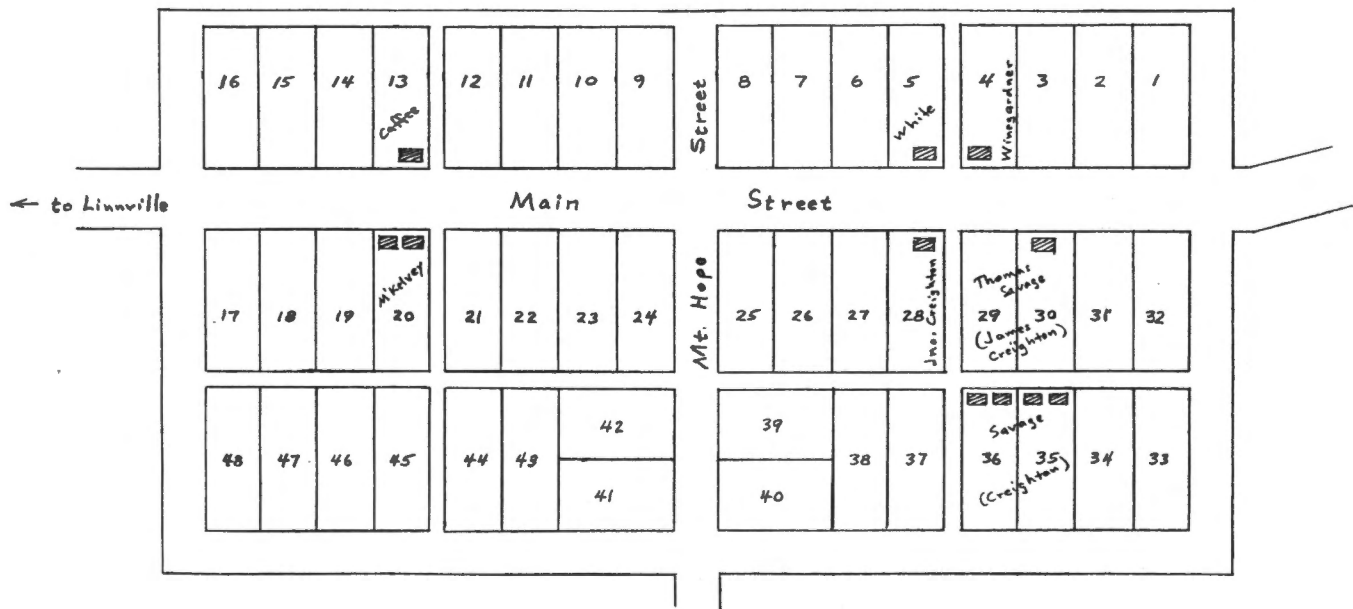 16 15 14 13 12 11 10 9 8 7 6 5 4 3 2 1
Caffee
White
Winegardner
Street
← to Linnville
Main Street
Mt. Hope
M'Kelvey
Jno. Creighton
Thomas
Savage
17 18 19 20 21 22 23 24 25 26 27 28 29 30 31 32
(James
Creighton)
42 39
Savage
48 47 46 45 44 43 38 37 36 35 34 33
(Creighton)
41 40